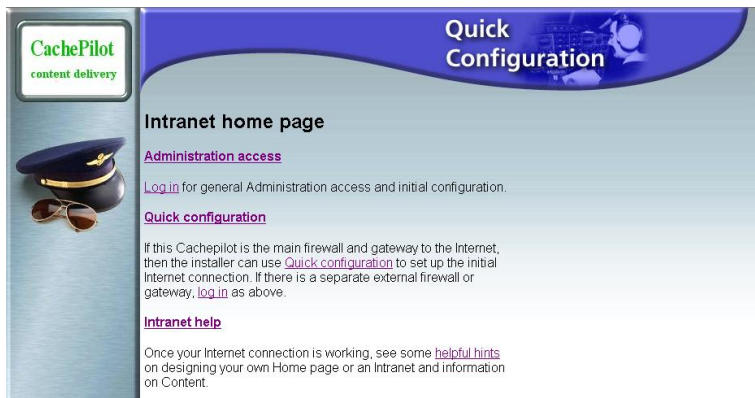 CachePilot
content delivery
Quick
Configuration
Intranet home page
Administration access
Log in for general Administration access and initial configuration.
Quick configuration
If this Cachepilot is the main firewall and gateway to the Internet,
then the installer can use Quick configuration to set up the initial
Internet connection. If there is a separate external firewall or
gateway, log in as above.
Intranet help
Once your Internet connection is working, see some helpful hints
on designing your own Home page or an Intranet and information
on Content.